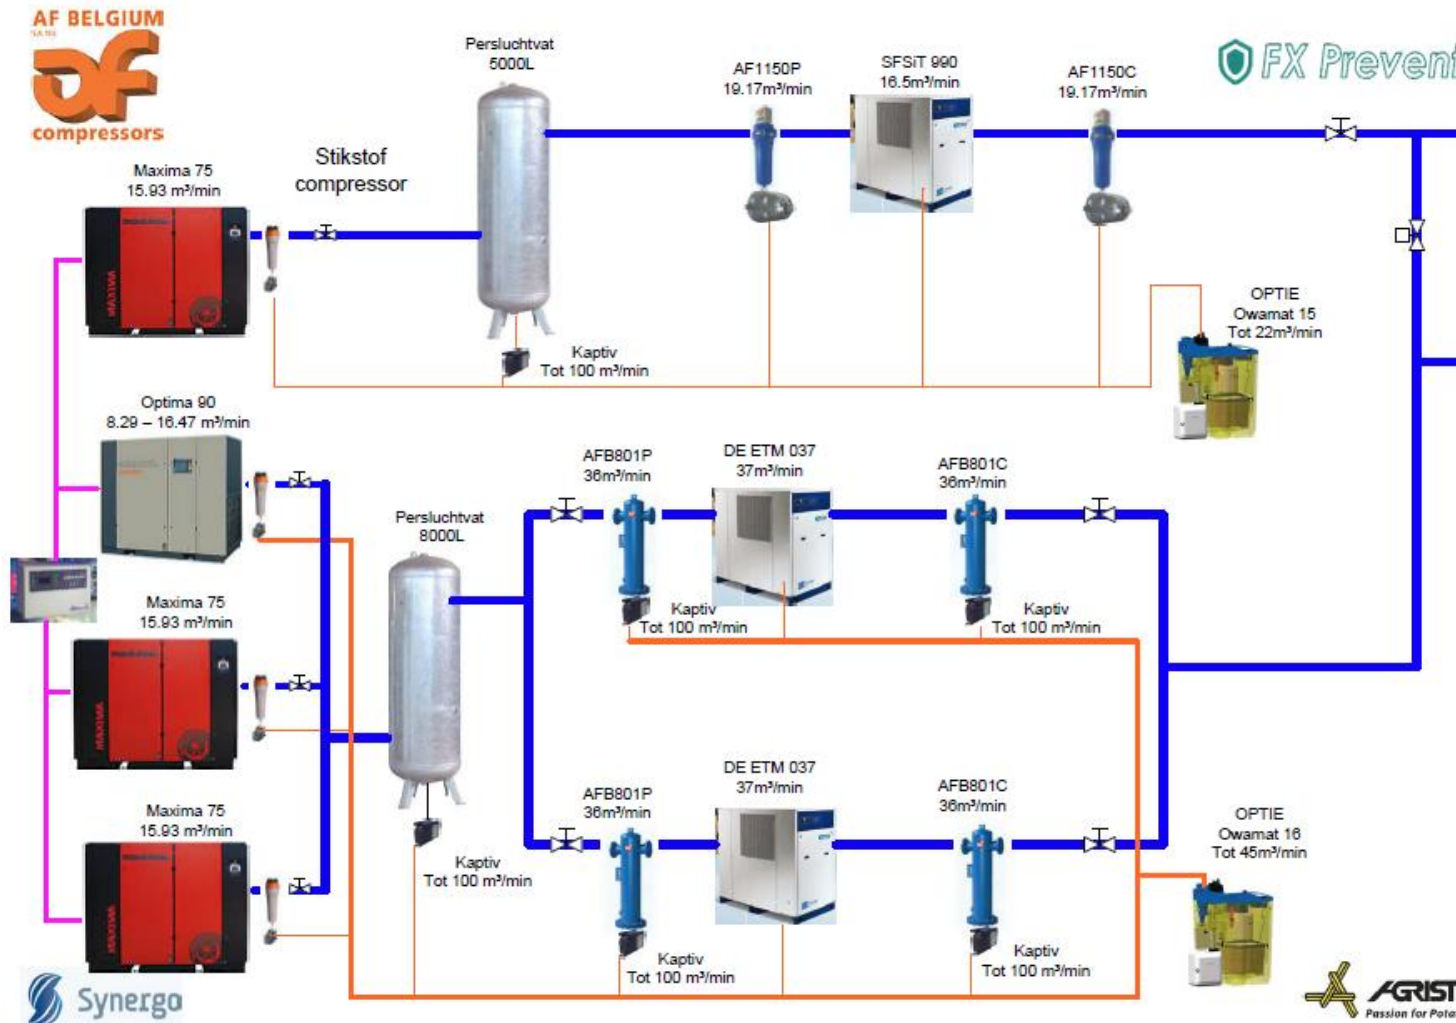 AF BELGIUM
compressors
Persluchtvat
5000L
AF1150P
19.17m³/min
SFSiT 990
16.5m³/min
AF1150C
19.17m³/min
FX Prevent
Maxima 75
15.93 m³/min
Stikstof
compressor
MAXIMA
Kaptiv
Tot 100 m³/min
OPTIE
Owamat 15
Tot 22m³/min
Optima 90
8.29 – 16.47 m³/min
Persluchtvat
8000L
AFB801P
36m³/min
DE ETM 037
37m³/min
AFB801C
36m³/min
Kaptiv
Tot 100 m³/min
Kaptiv
Tot 100 m³/min
Maxima 75
15.93 m³/min
MAXIMA
Maxima 75
15.93 m³/min
MAXIMA
Kaptiv
Tot 100 m³/min
AFB801P
36m³/min
DE ETM 037
37m³/min
AFB801C
36m³/min
Kaptiv
Tot 100 m³/min
Kaptiv
Tot 100 m³/min
OPTIE
Owamat 16
Tot 45m³/min
Synergo
AGRIST
Passion for Pota